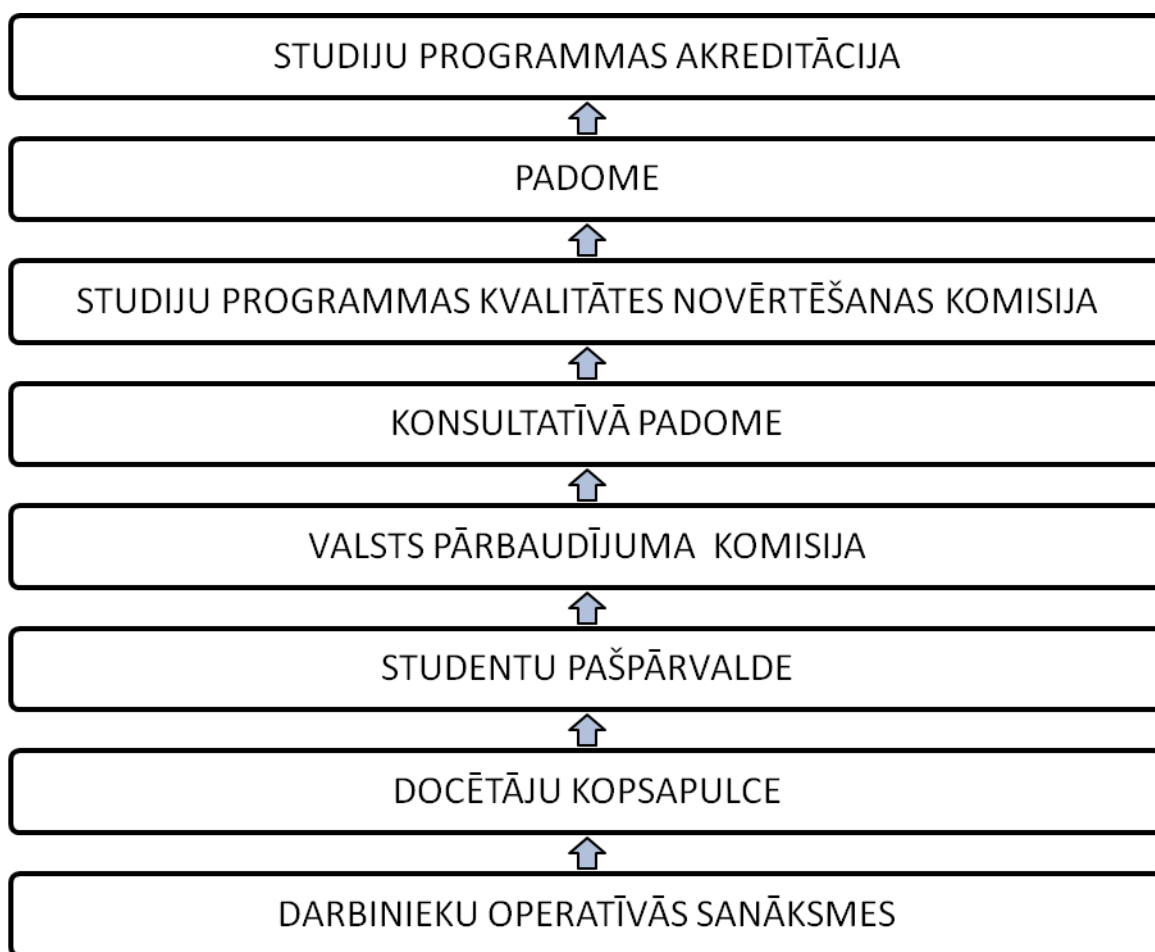 STUDIJU PROGRAMMAS AKREDITĀCIJA
PADOME
STUDIJU PROGRAMMAS KVALITĀTES NOVĒRTĒŠANAS KOMISIJA
KONSULTATĪVĀ PADOME
VALSTS PĀRBAUDĪJUMA  KOMISIJA
STUDENTU PAŠPĀRVALDE
DOCĒTĀJU KOPSAPULCE
DARBINIEKU OPERATĪVĀS SANĀKSMES